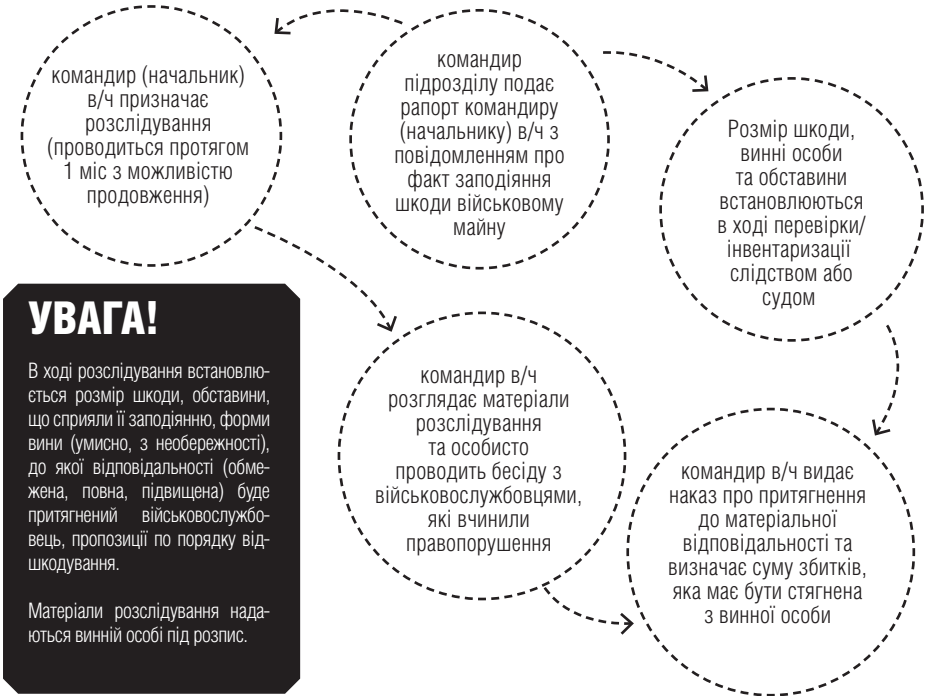 командир (начальник)
в/ч призначає
розслідування
(проводиться протягом
1 міс з можливістю
продовження)
командир
підрозділу подає
рапорт командиру
(начальнику) в/ч з
повідомленням про
факт заподіяння
шкоди військовому
майну
Розмір шкоди,
винні особи
та обставини
встановлюються
в ході перевірки/
інвентаризації
слідством або
судом
УВАГА!
В ході розслідування встановлю-
ється розмір шкоди, обставини,
що сприяли її заподіянню, форми
вини (умисно, з необережності),
до якої відповідальності (обме-
жена, повна, підвищена) буде
притягнений військовослужбо-
вець, пропозиції по порядку від-
шкодування.
Матеріали розслідування нада-
ються винній особі під розпис.
командир в/ч
розглядає матеріали
розслідування
та особисто
проводить бесіду з
військовослужбовцями,
які вчинили
правопорушення
командир в/ч видає
наказ про притягнення
до матеріальної
відповідальності та
визначає суму збитків,
яка має бути стягнена
з винної особи